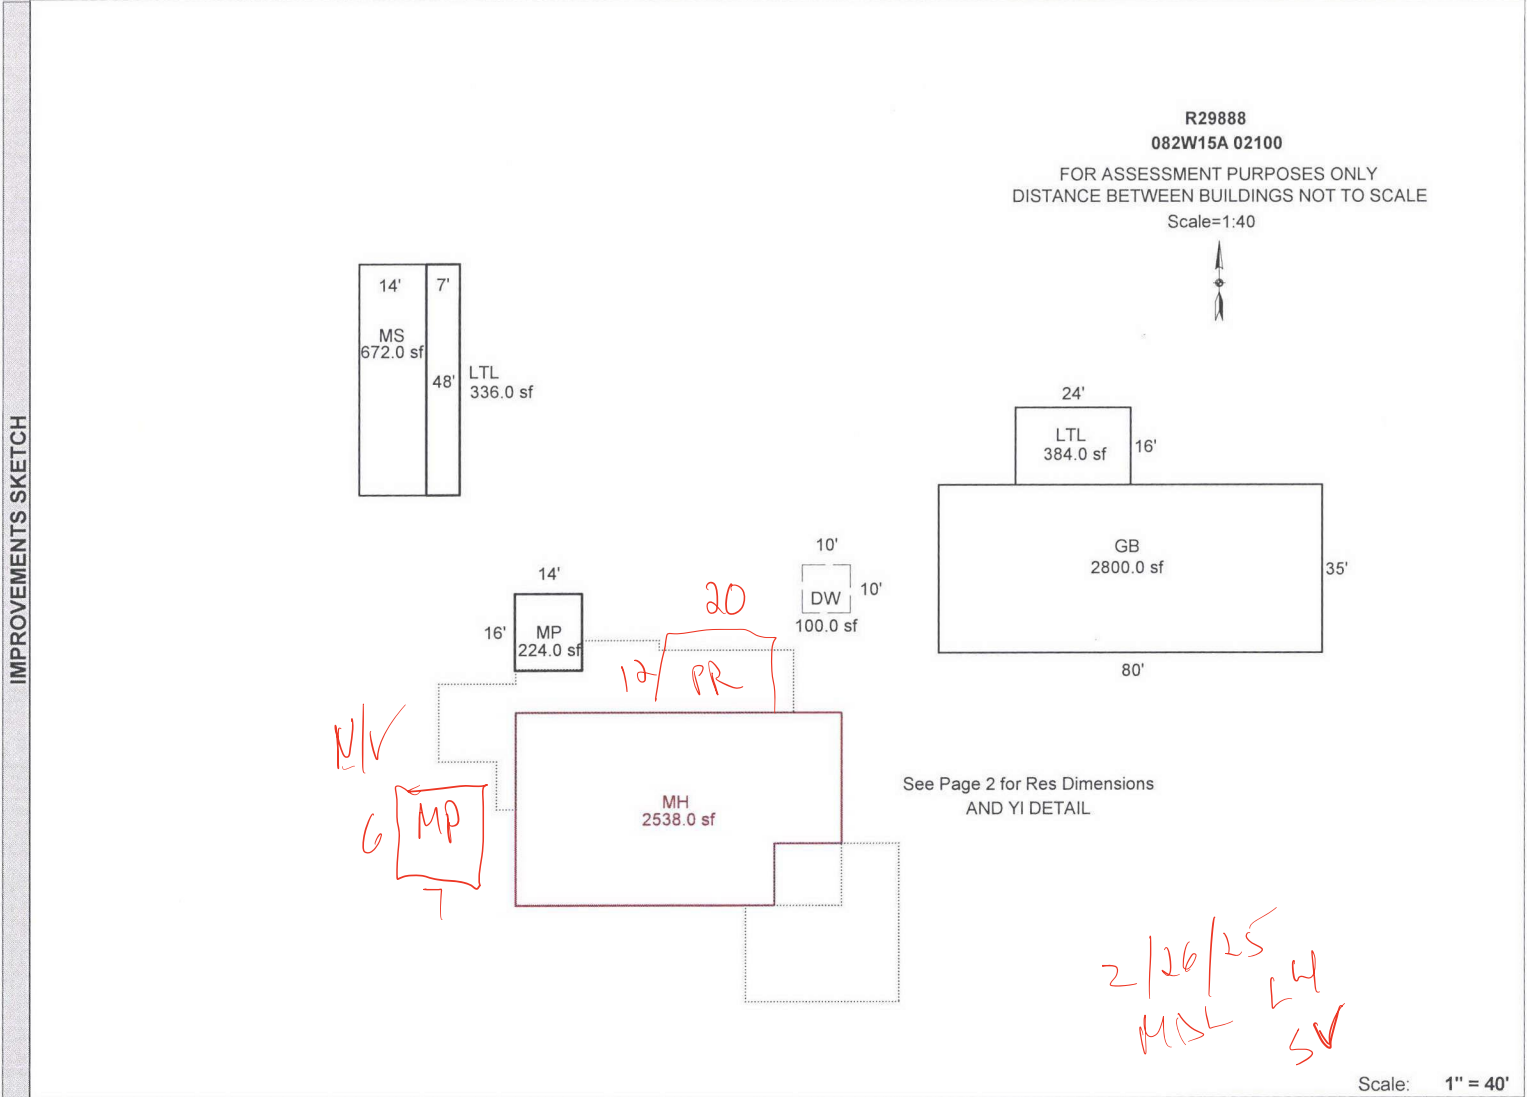 IMPROVEMENTS SKETCH
R29888
082W15A 02100
FOR ASSESSMENT PURPOSES ONLY
DISTANCE BETWEEN BUILDINGS NOT TO SCALE
Scale=1:40
14'
7'
MS
672.0 sf
48'
LTL
336.0 sf
24'
LTL
384.0 sf
16'
GB
2800.0 sf
35'
80'
10'
10'
DW
100.0 sf
14'
16'
MP
224.0 sf
20
12
PR
N/V
6
MP
7
MH
2538.0 sf
See Page 2 for Res Dimensions
AND YI DETAIL
2/26/25
LH
MDL
SV
Scale: 1" = 40'